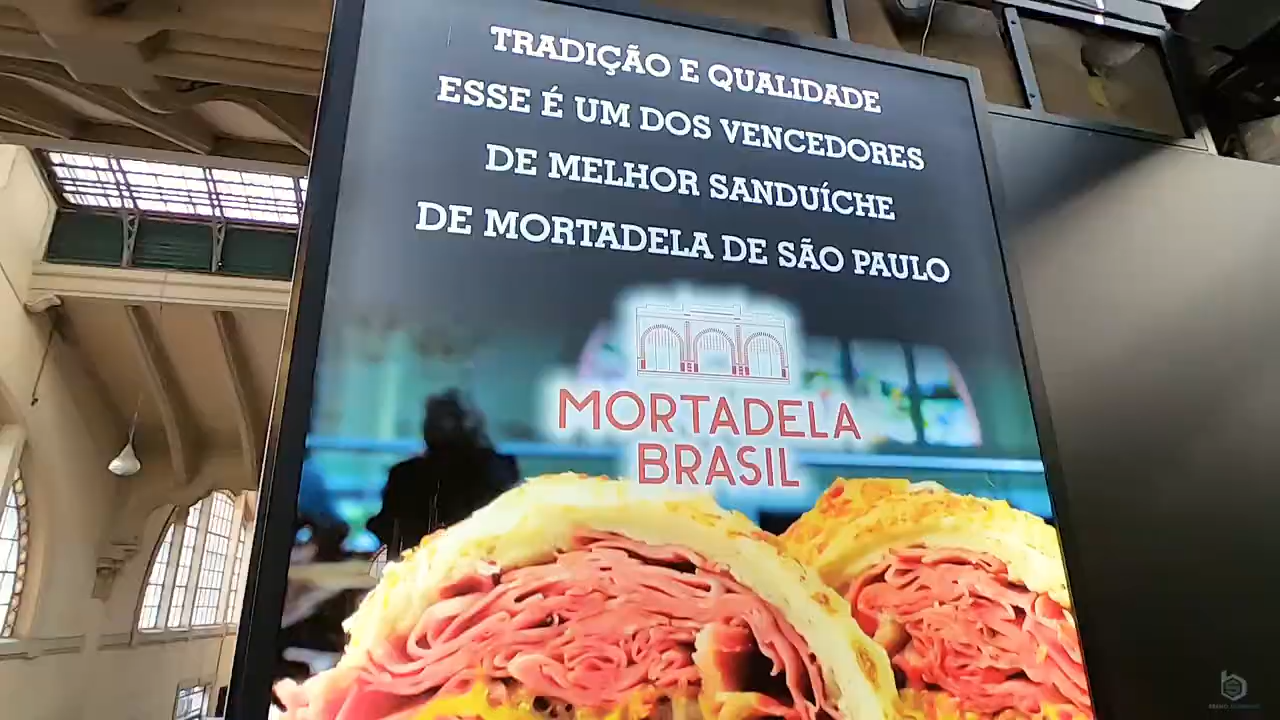 TRADIÇÃO E QUALIDADE
ESSE É UM DOS VENCEDORES
DE MELHOR SANDUÍCHE
DE MORTADELA DE SÃO PAULO
MORTADELA
BRASIL